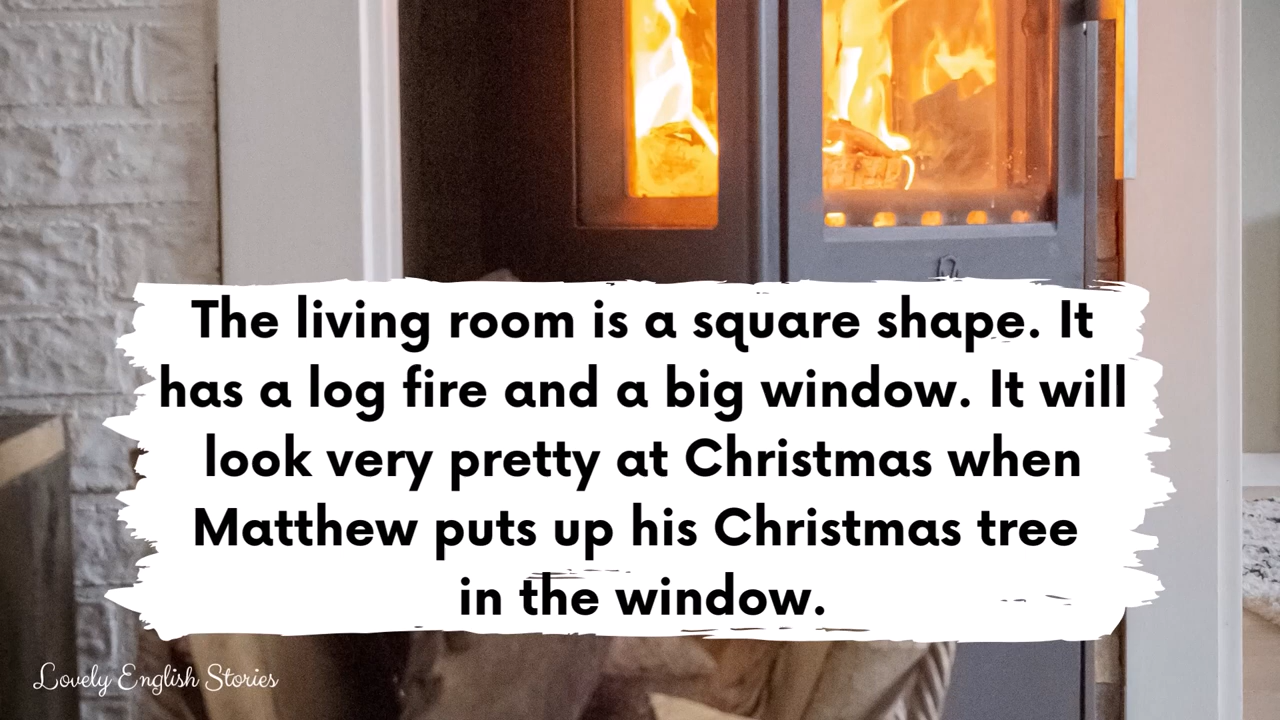 The living room is a square shape. It
has a log fire and a big window. It will
look very pretty at Christmas when
Matthew puts up his Christmas tree
in the window.
Lovely English Stories